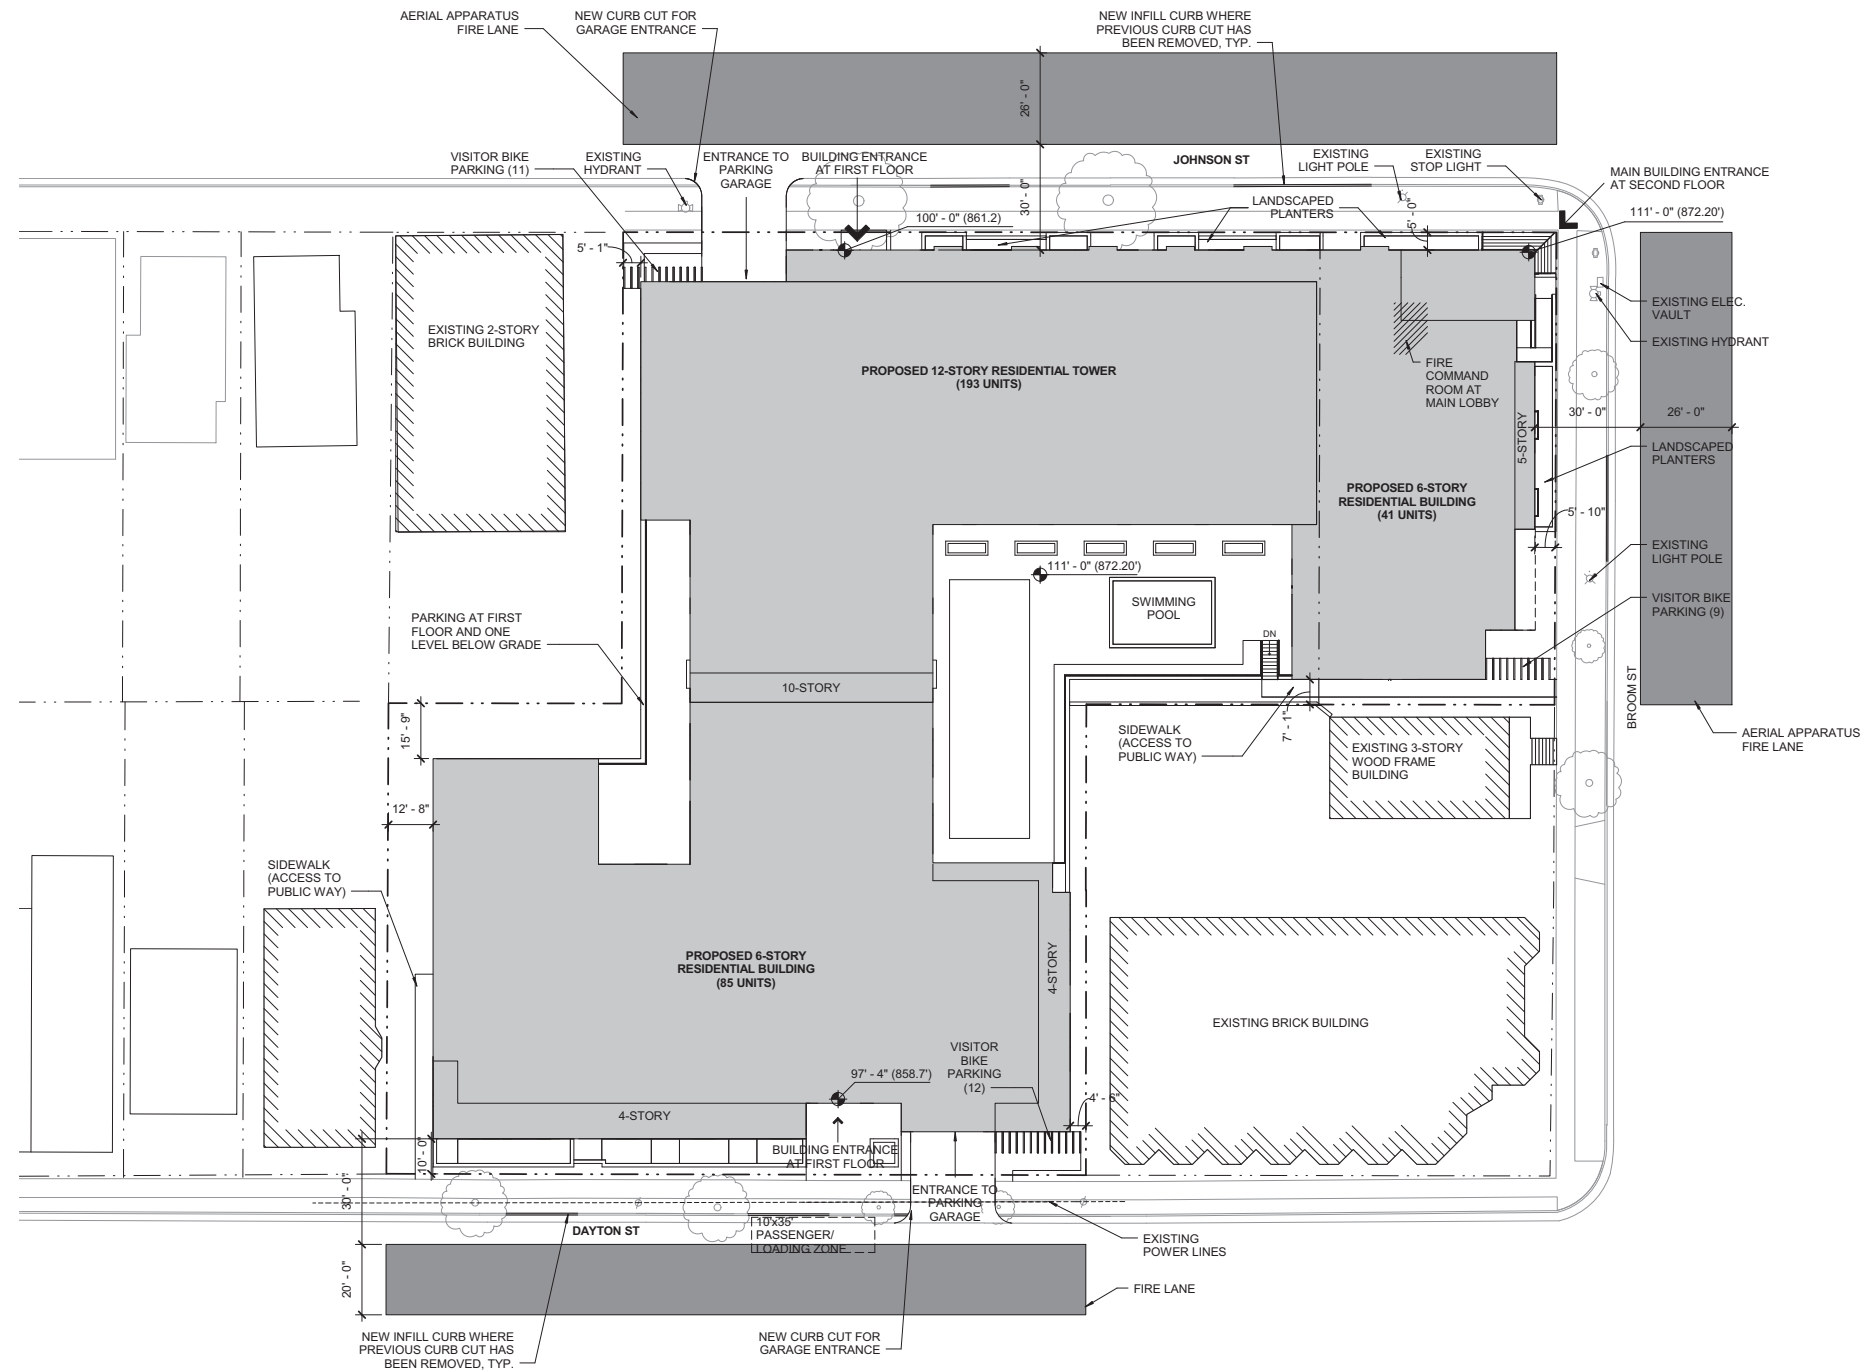 AERIAL APPARATUS
FIRE LANE
NEW CURB CUT FOR
GARAGE ENTRANCE
NEW INFILL CURB WHERE
PREVIOUS CURB CUT HAS
BEEN REMOVED, TYP.
26' - 0"
VISITOR BIKE
PARKING (11)
EXISTING
HYDRANT
ENTRANCE TO
PARKING
GARAGE
BUILDING ENTRANCE
AT FIRST FLOOR
JOHNSON ST
EXISTING
LIGHT POLE
EXISTING
STOP LIGHT
MAIN BUILDING ENTRANCE
AT SECOND FLOOR
30' - 0"
100' - 0" (861.2)
LANDSCAPED
PLANTERS
5' - 0"
111' - 0" (872.20')
5' - 1"
EXISTING 2-STORY
BRICK BUILDING
EXISTING ELEC.
VAULT
EXISTING HYDRANT
PROPOSED 12-STORY RESIDENTIAL TOWER
(193 UNITS)
FIRE
COMMAND
ROOM AT
MAIN LOBBY
5-STORY
30' - 0"
26' - 0"
LANDSCAPED
PLANTERS
PROPOSED 6-STORY
RESIDENTIAL BUILDING
(41 UNITS)
5' - 10"
EXISTING
LIGHT POLE
111' - 0" (872.20')
SWIMMING
POOL
VISITOR BIKE
PARKING (9)
PARKING AT FIRST
FLOOR AND ONE
LEVEL BELOW GRADE
DN
10-STORY
BROOM ST
15' - 9"
SIDEWALK
(ACCESS TO
PUBLIC WAY)
7' - 1"
EXISTING 3-STORY
WOOD FRAME
BUILDING
AERIAL APPARATUS
FIRE LANE
12' - 8"
SIDEWALK
(ACCESS TO
PUBLIC WAY)
PROPOSED 6-STORY
RESIDENTIAL BUILDING
(85 UNITS)
4-STORY
EXISTING BRICK BUILDING
VISITOR
BIKE
PARKING
(12)
97' - 4" (858.7')
4' - 6"
4-STORY
BUILDING ENTRANCE
AT FIRST FLOOR
10' - 0"
30' - 0"
ENTRANCE TO
PARKING
GARAGE
DAYTON ST
10'x35'
PASSENGER/
LOADING ZONE
EXISTING
POWER LINES
20' - 0"
FIRE LANE
NEW INFILL CURB WHERE
PREVIOUS CURB CUT HAS
BEEN REMOVED, TYP.
NEW CURB CUT FOR
GARAGE ENTRANCE